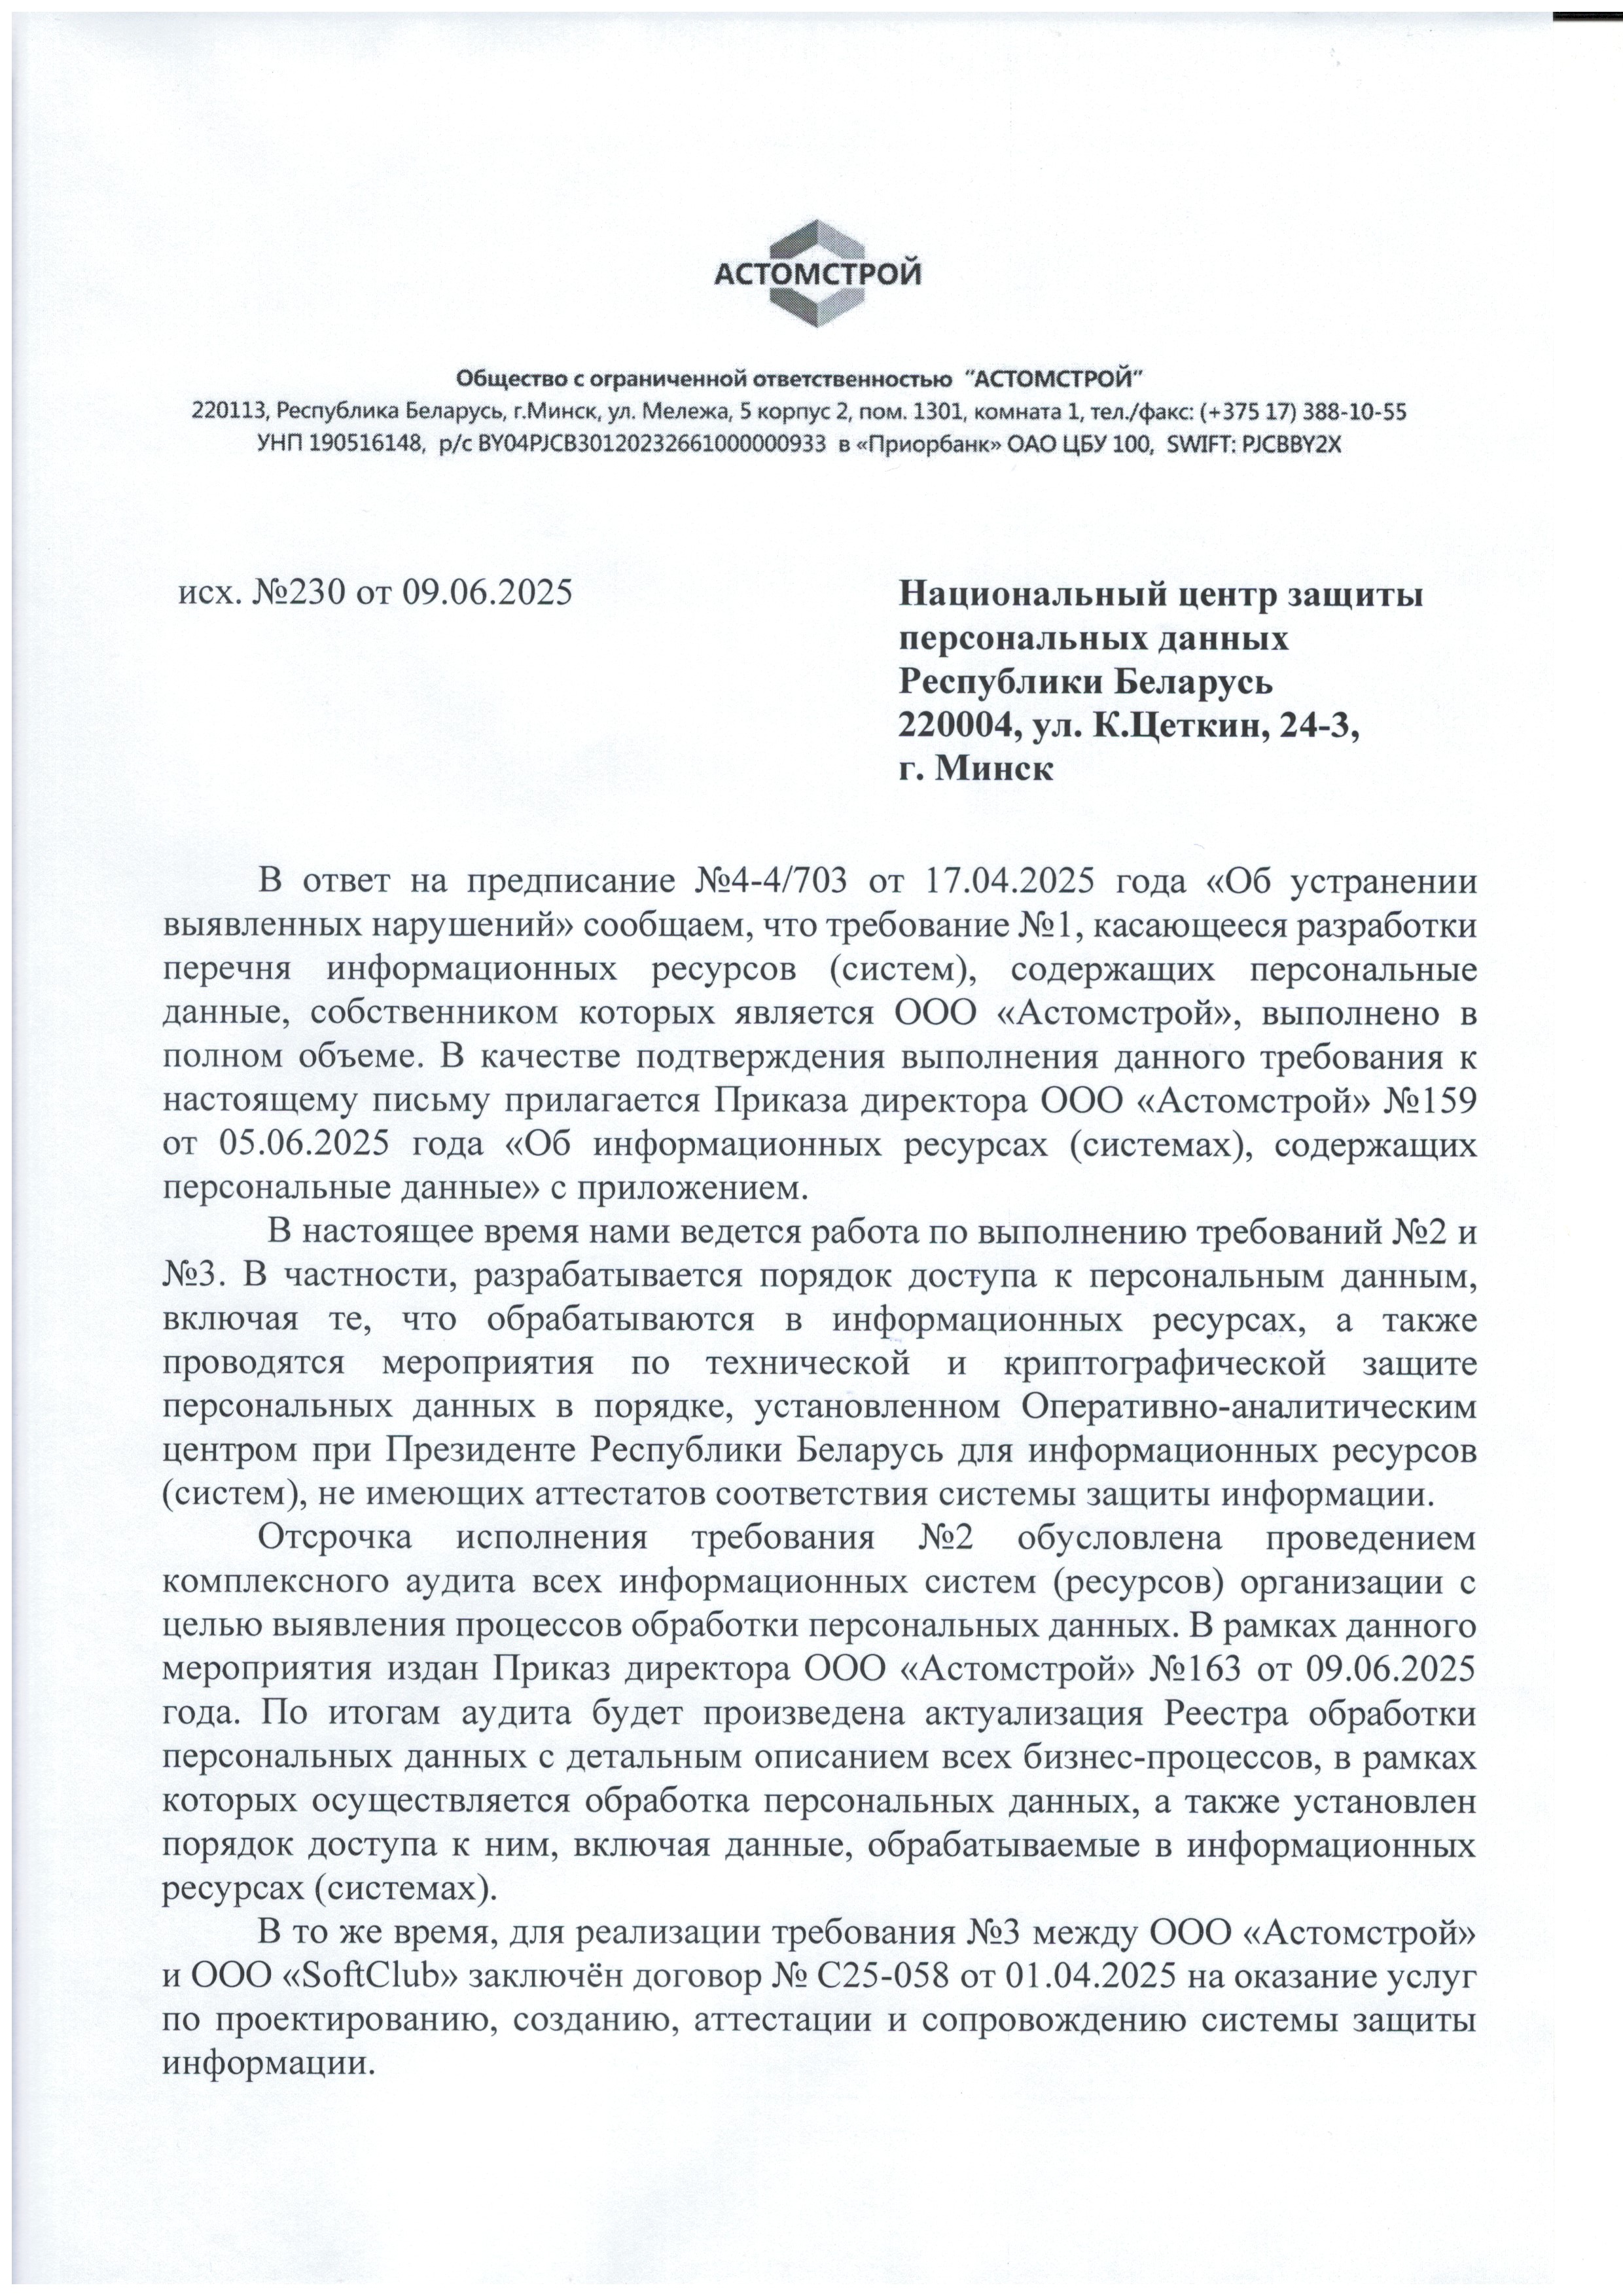 АСТОМСТРОЙ
Общество с ограниченной ответственностью "АСТОМСТРОЙ"
220113, Республика Беларусь, г.Минск, ул. Мележа, 5 корпус 2, пом. 1301, комната 1, тел./факс: (+375 17) 388-10-55
УНП 190516148, р/с BY04PJCB30120232661000000933 в «Приорбанк» ОАО ЦБУ 100, SWIFT: PJCBBY2X
исх. №230 от 09.06.2025
Национальный центр защиты
персональных данных
Республики Беларусь
220004, ул. К.Цеткин, 24-3,
г. Минск
В ответ на предписание №4-4/703 от 17.04.2025 года «Об устранении
выявленных нарушений» сообщаем, что требование №1, касающееся разработки
перечня информационных ресурсов (систем), содержащих персональные
данные, собственником которых является ООО «Астомстрой», выполнено в
полном объеме. В качестве подтверждения выполнения данного требования к
настоящему письму прилагается Приказа директора ООО «Астомстрой» №159
от 05.06.2025 года «Об информационных ресурсах (системах), содержащих
персональные данные» с приложением.
В настоящее время нами ведется работа по выполнению требований №2 и
№3. В частности, разрабатывается порядок доступа к персональным данным,
включая те, что обрабатываются в информационных ресурсах, а также
проводятся мероприятия по технической и криптографической защите
персональных данных в порядке, установленном Оперативно-аналитическим
центром при Президенте Республики Беларусь для информационных ресурсов
(систем), не имеющих аттестатов соответствия системы защиты информации.
Отсрочка исполнения требования №2 обусловлена проведением
комплексного аудита всех информационных систем (ресурсов) организации с
целью выявления процессов обработки персональных данных. В рамках данного
мероприятия издан Приказ директора ООО «Астомстрой» №163 от 09.06.2025
года. По итогам аудита будет произведена актуализация Реестра обработки
персональных данных с детальным описанием всех бизнес-процессов, в рамках
которых осуществляется обработка персональных данных, а также установлен
порядок доступа к ним, включая данные, обрабатываемые в информационных
ресурсах (системах).
В то же время, для реализации требования №3 между ООО «Астомстрой»
и ООО «SoftClub» заключён договор № С25-058 от 01.04.2025 на оказание услуг
по проектированию, созданию, аттестации и сопровождению системы защиты
информации.